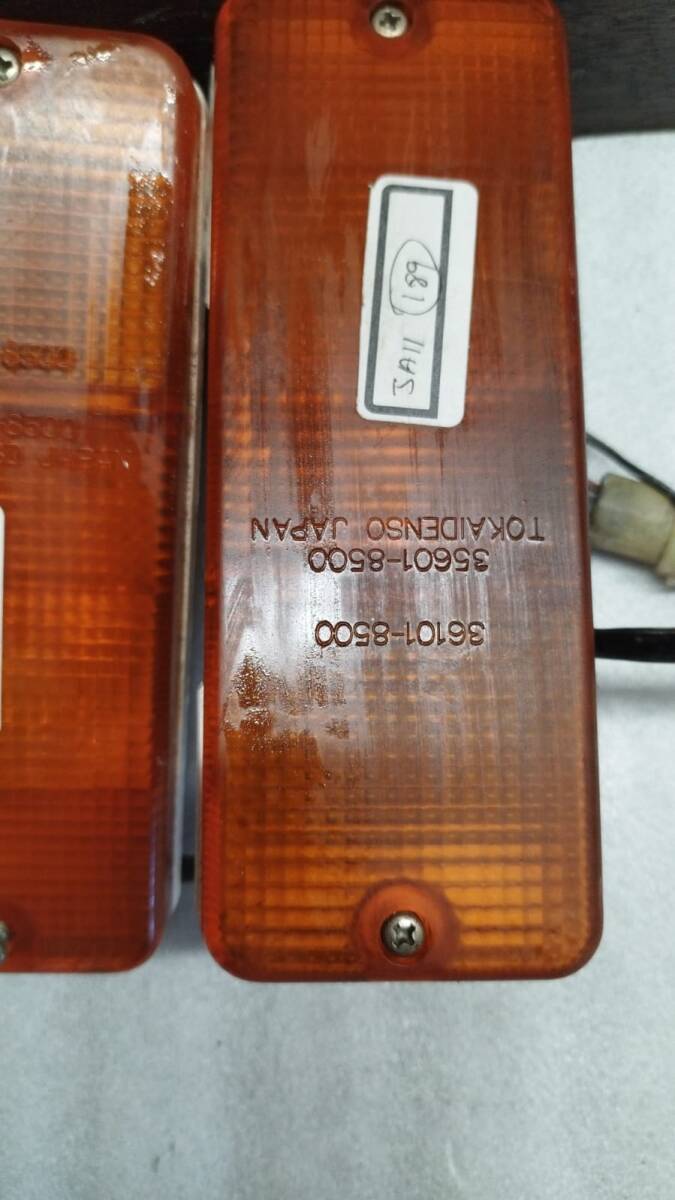 36101-8500
35601-8500
TOKAIDENSO JAPAN
JA11 189